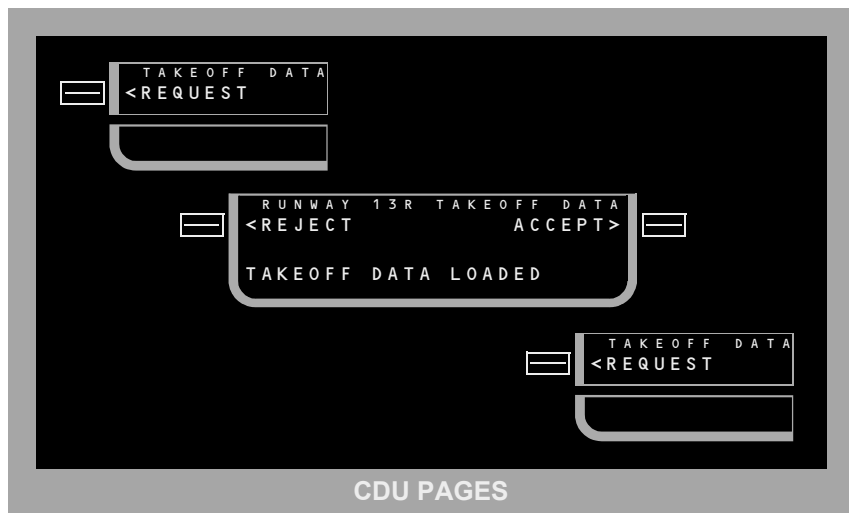 TAKEOFF DATA
<REQUEST
RUNWAY 13R TAKEOFF DATA
<REJECT ACCEPT>
TAKEOFF DATA LOADED
TAKEOFF DATA
<REQUEST
CDU PAGES